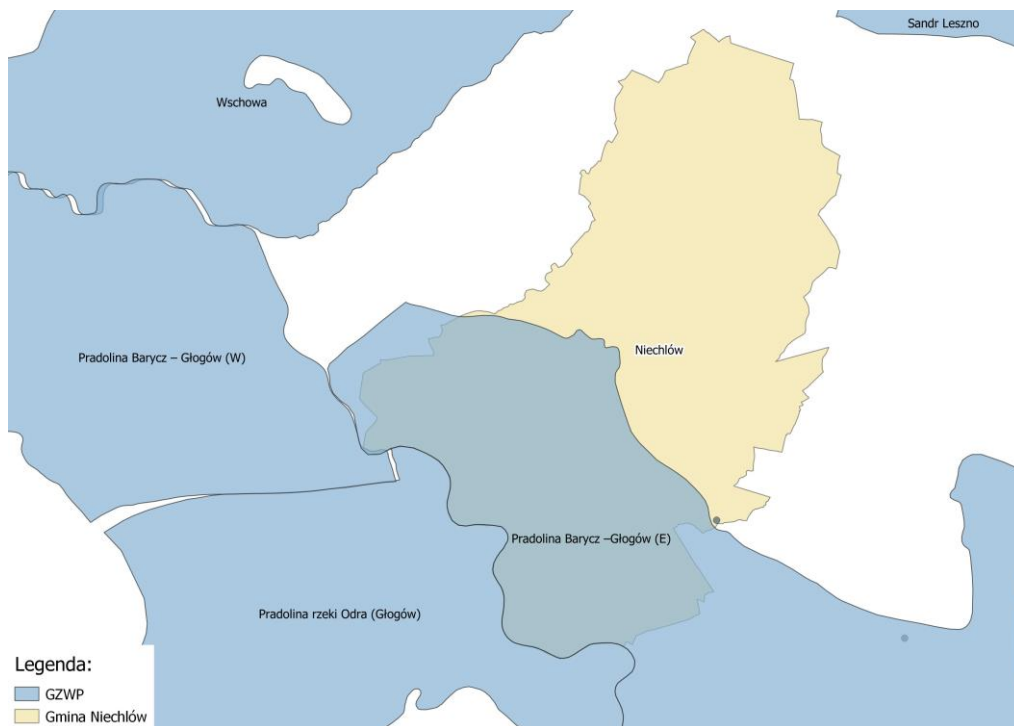 Sandr Leszno
Wschowa
Niechlów
Pradolina Barycz – Głogów (W)
Pradolina Barycz –Głogów (E)
Pradolina rzeki Odra (Głogów)
Legenda:
GZWP
Gmina Niechlów